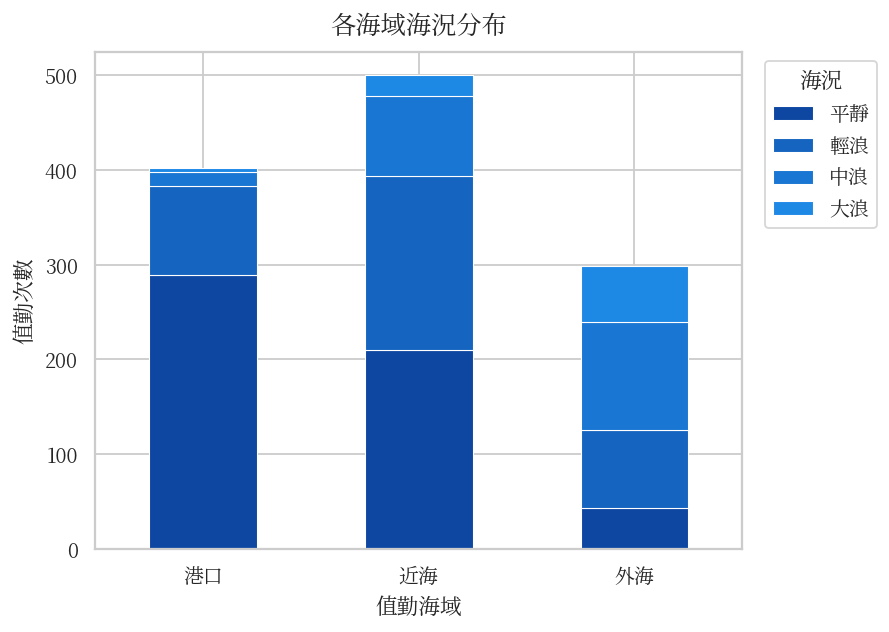 各海域海況分布
海況
平靜
輕浪
中浪
大浪
值勤次數
500
400
300
200
100
0
港口
近海
外海
值勤海域